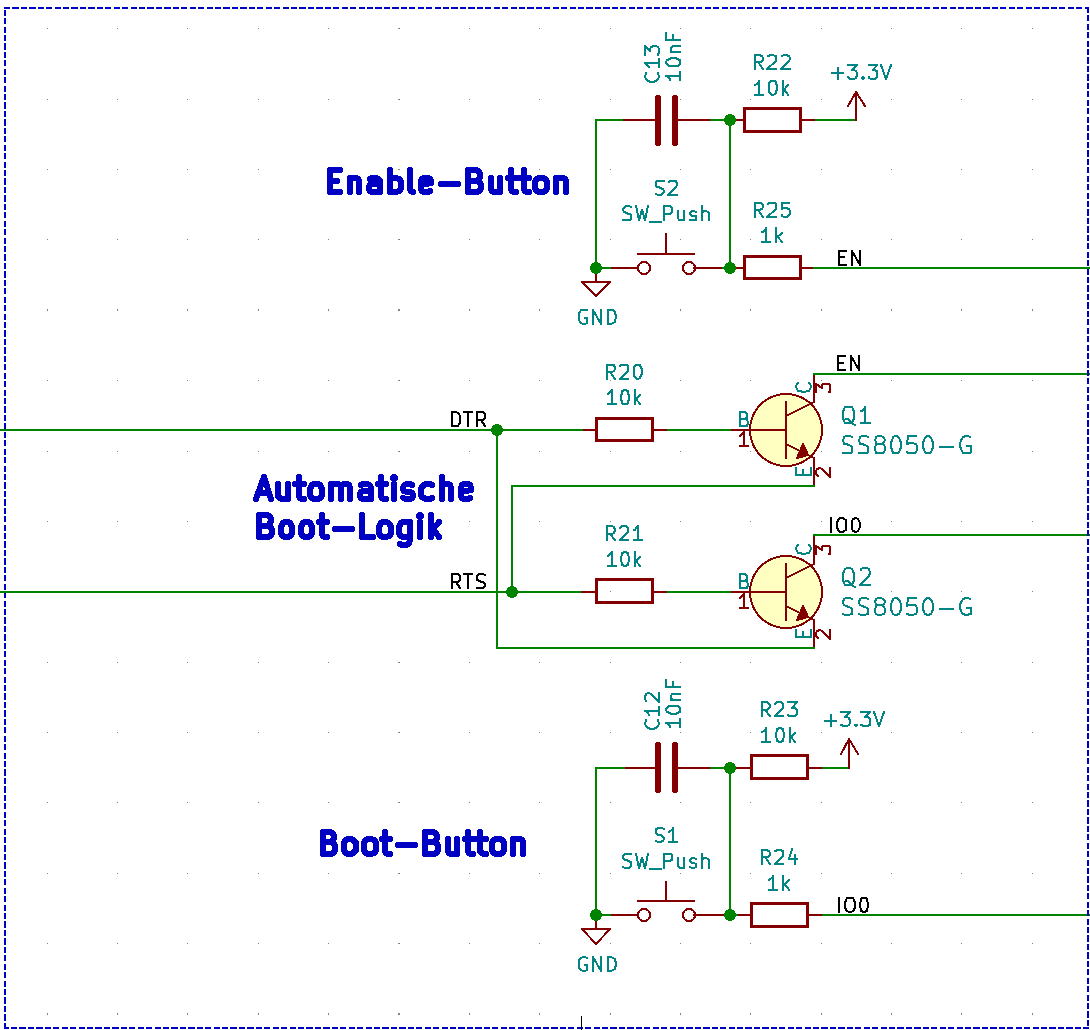 C13
10nF
R22
10k
+3.3V
Enable-Button
S2
SW_Push
R25
1k
EN
GND
EN
R20
10k
C
3
DTR
B
1
Q1
SS8050-G
E
2
Automatische
Boot-Logik
IO0
R21
10k
C
3
RTS
B
1
Q2
SS8050-G
E
2
C12
10nF
R23
10k
+3.3V
Boot-Button
S1
SW_Push
R24
1k
IO0
GND